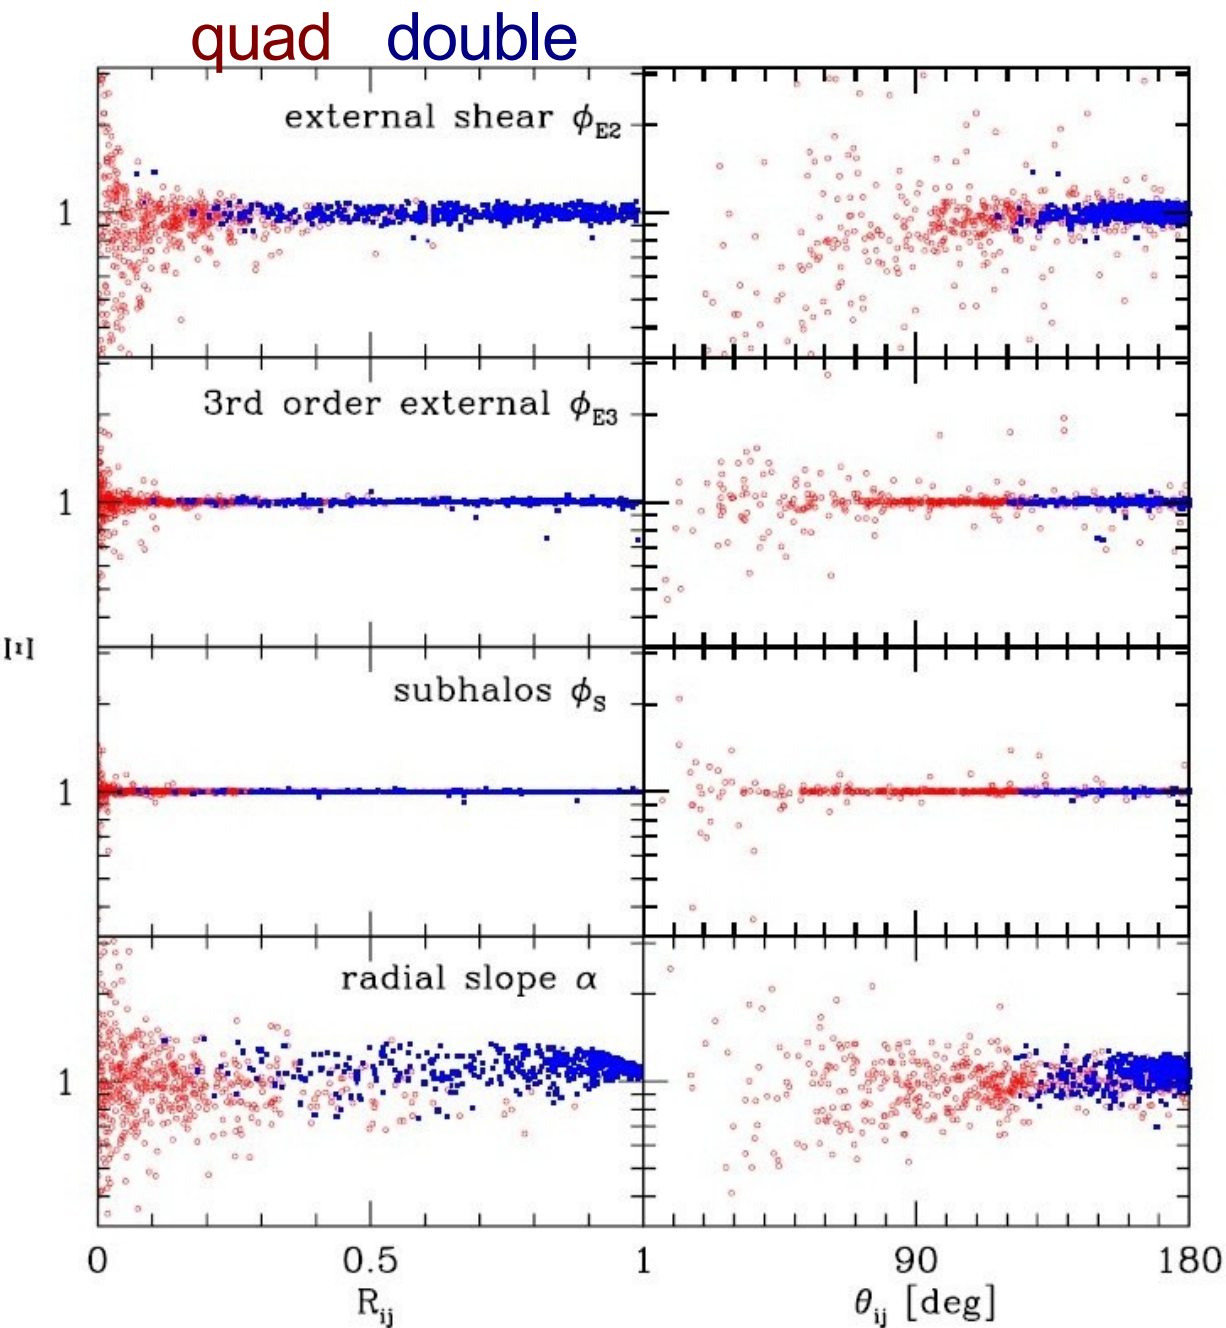 quad double
external shear ϕE2
1
3rd order external ϕE3
1
Ξ
subhalos ϕS
1
radial slope α
1
0 0.5 1 90 180
Rij θij [deg]